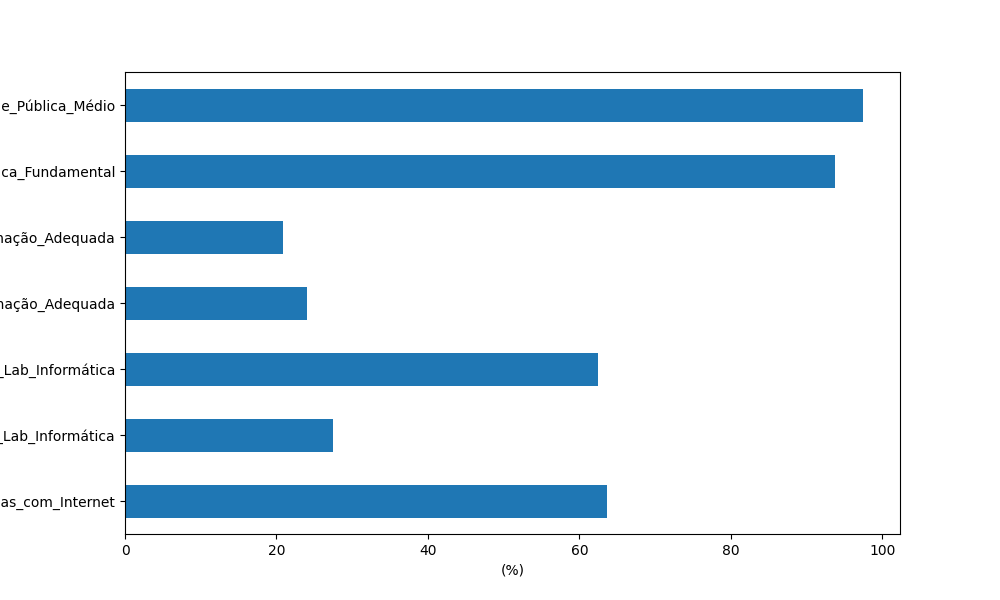 e_Pública_Médio
ca_Fundamental
nação_Adequada
nação_Adequada
_Lab_Informática
_Lab_Informática
as_com_Internet
0 20 40 60 80 100
(%)